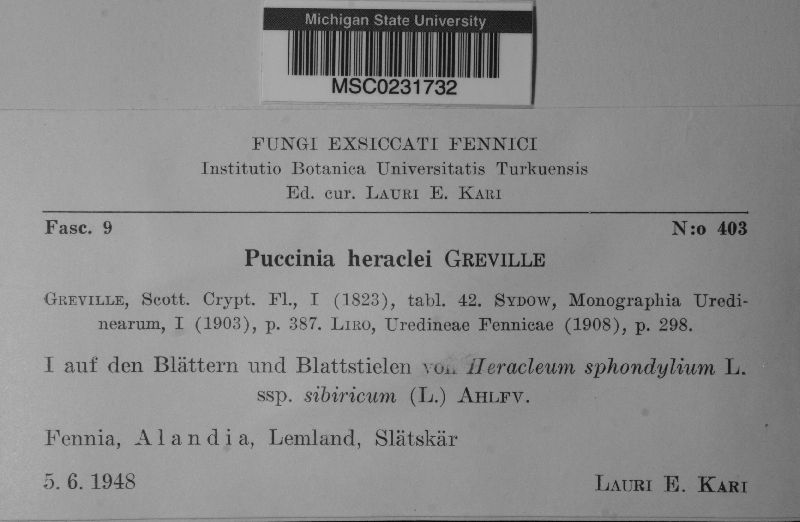 Michigan State University
MSC0231732
FUNGI EXSICCATI FENNICI
Institutio Botanica Universitatis Turkuensis
Ed. cur. LAURI E. KARI
Fasc. 9 N:o 403
Puccinia heraclei GREVILLE
GREVILLE, Scott. Crypt. Fl., I (1823), tabl. 42. SYDOW, Monographia Uredi-
nearum, I (1903), p. 387. LIRO, Uredineae Fennicae (1908), p. 298.
I auf den Blättern und Blattstielen von Heracleum sphondylium L.
ssp. sibiricum (L.) AHLFV.
Fennia, Alandia, Lemland, Slätskär
5. 6. 1948 LAURI E. KARI